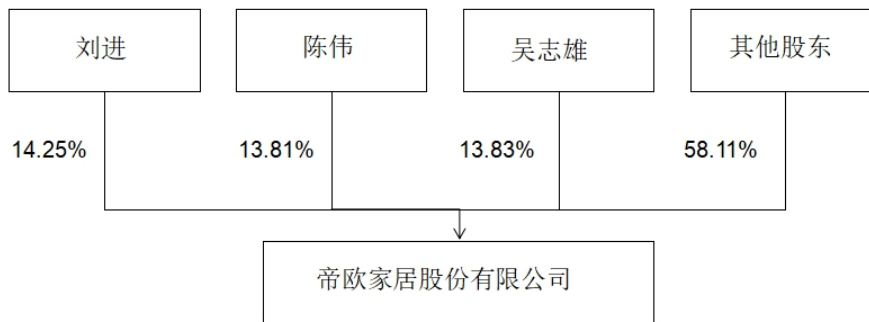 刘进
陈伟
吴志雄
其他股东
14.25%
13.81%
13.83%
58.11%
帝欧家居股份有限公司